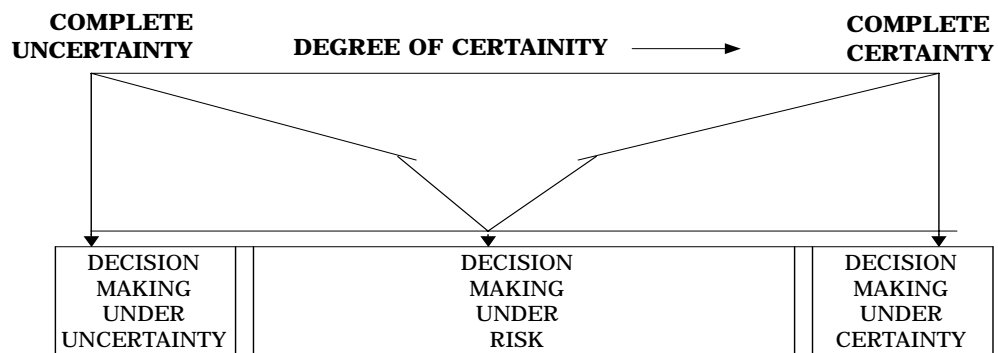 COMPLETE
UNCERTAINTY
DEGREE OF CERTAINITY
COMPLETE
CERTAINTY
DECISION
MAKING
UNDER
UNCERTAINTY
DECISION
MAKING
UNDER
RISK
DECISION
MAKING
UNDER
CERTAINTY